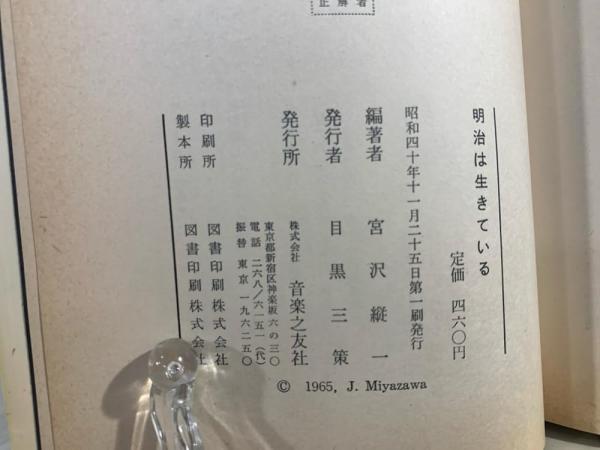 正解者
明治は生きている
定価 四六〇円
昭和四十年十一月二十五日第一刷発行
編著者 宮沢縦一
発行者 目黒三策
発行所 株式会社 音楽之友社
東京都新宿区神楽坂六の三〇
電話 二六八/六一五一(代)
振替 東京 一九六二五〇
印刷所 図書印刷株式会社
製本所 図書印刷株式会社
© 1965, J. Miyazawa